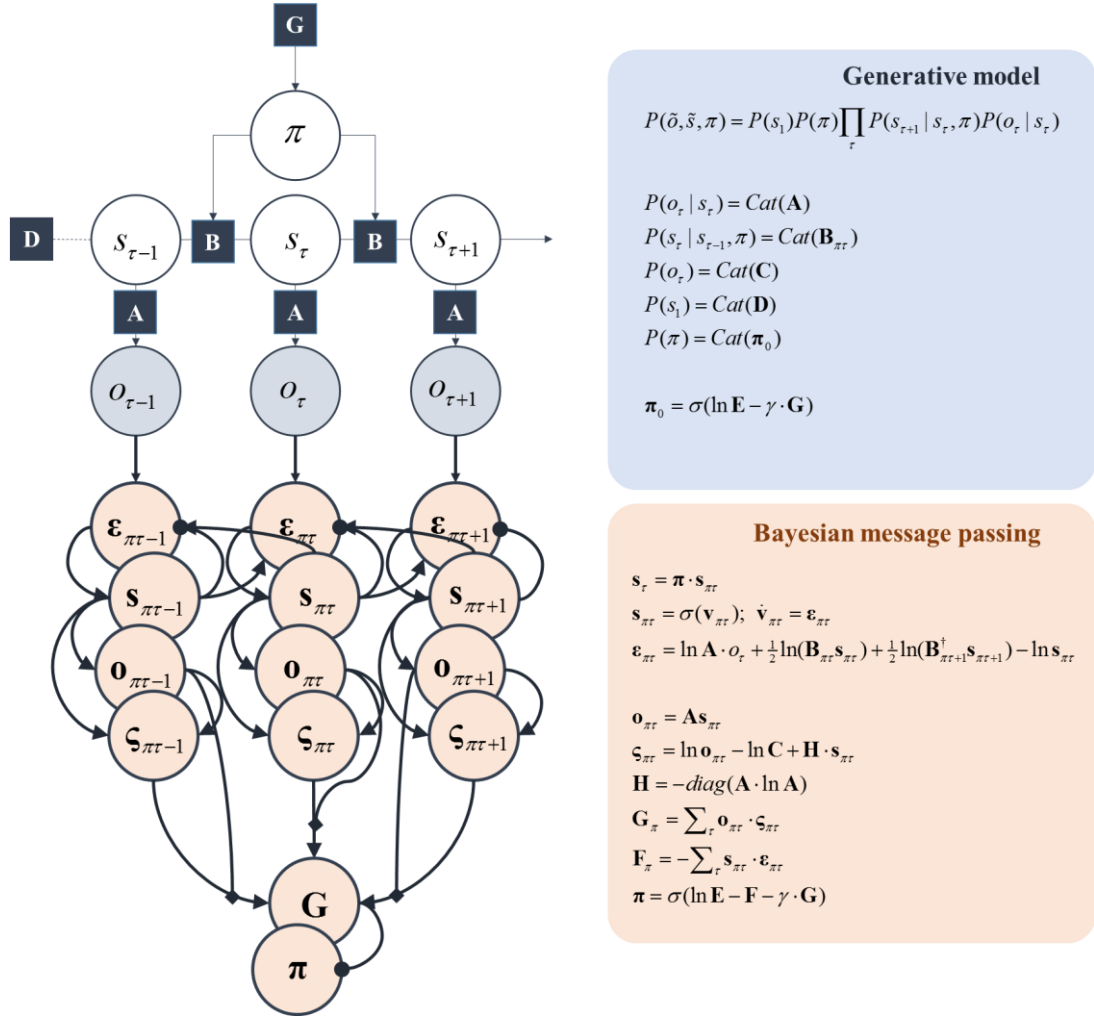 G
π
D
s_{τ−1}
B
s_τ
B
s_{τ+1}
A
A
A
o_{τ−1}
o_τ
o_{τ+1}
ε_{πτ−1}
ε_{πτ}
ε_{πτ+1}
s_{πτ−1}
s_{πτ}
s_{πτ+1}
o_{πτ−1}
o_{πτ}
o_{πτ+1}
ς_{πτ−1}
ς_{πτ}
ς_{πτ+1}
G
π
Generative model
P(õ, s̃, π) = P(s_1)P(π)∏_τ P(s_{τ+1} | s_τ, π)P(o_τ | s_τ)
P(o_τ | s_τ) = Cat(A)
P(s_τ | s_{τ−1}, π) = Cat(B_{πτ})
P(o_τ) = Cat(C)
P(s_1) = Cat(D)
P(π) = Cat(π_0)
π_0 = σ(ln E − γ · G)
Bayesian message passing
s_τ = π · s_{πτ}
s_{πτ} = σ(v_{πτ}); v̇_{πτ} = ε_{πτ}
ε_{πτ} = ln A · o_τ + ½ ln(B_{πτ} s_{πτ}) + ½ ln(B†_{πτ+1} s_{πτ+1}) − ln s_{πτ}
o_{πτ} = As_{πτ}
ς_{πτ} = ln o_{πτ} − ln C + H · s_{πτ}
H = −diag(A · ln A)
G_π = ∑_τ o_{πτ} · ς_{πτ}
F_π = −∑_τ s_{πτ} · ε_{πτ}
π = σ(ln E − F − γ · G)